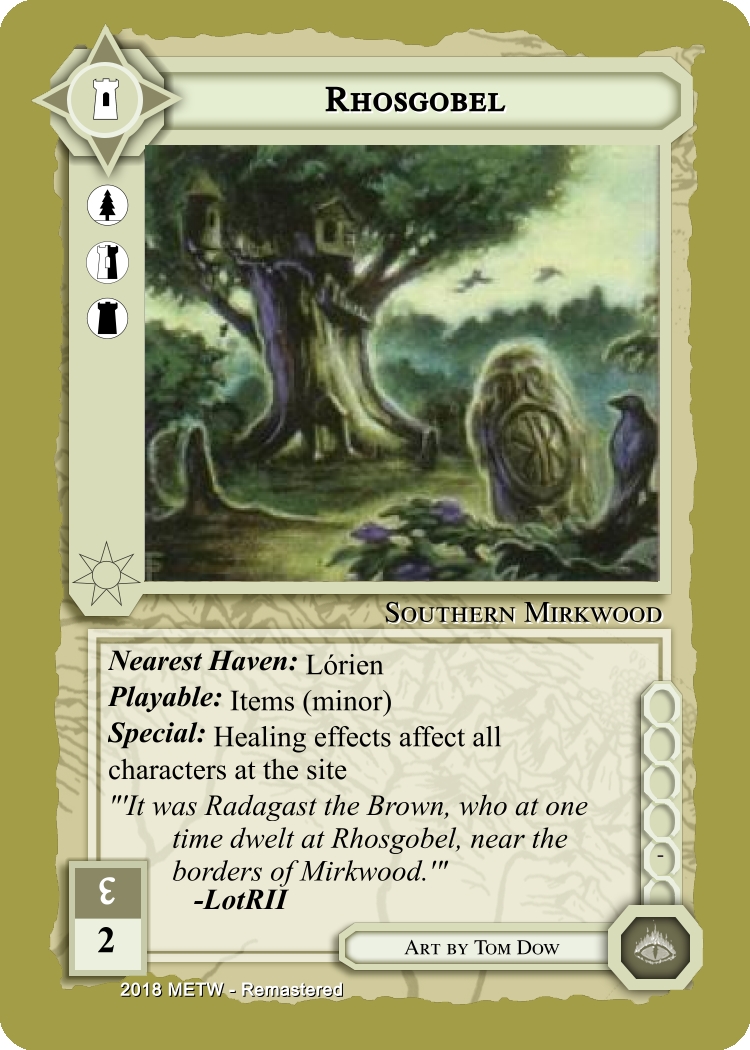 Rhosgobel
Southern Mirkwood
Nearest Haven: Lórien
Playable: Items (minor)
Special: Healing effects affect all
characters at the site
"'It was Radagast the Brown, who at one
time dwelt at Rhosgobel, near the
borders of Mirkwood.'"
-LotRII
-
ε
2
Art by Tom Dow
2018 METW - Remastered